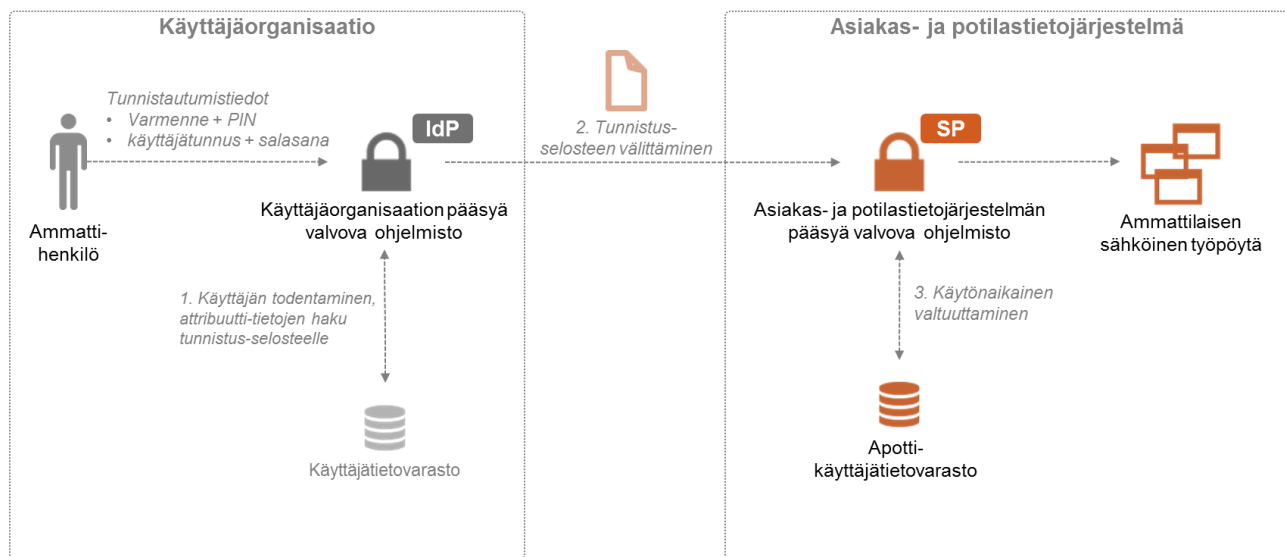 Käyttäjäorganisaatio
Asiakas- ja potilastietojärjestelmä
Tunnistautumistiedot
• Varmenne + PIN
• käyttäjätunnus + salasana
IdP
2. Tunnistus-
selosteen välittäminen
SP
Ammatti-
henkilö
Käyttäjäorganisaation pääsyä
valvova ohjelmisto
Asiakas- ja potilastietojärjestelmän
pääsyä valvova ohjelmisto
Ammattilaisen
sähköinen työpöytä
1. Käyttäjän todentaminen,
attribuutti-tietojen haku
tunnistus-selosteelle
3. Käytönaikainen
valtuuttaminen
Käyttäjätietovarasto
Apotti-
käyttäjätietovarasto